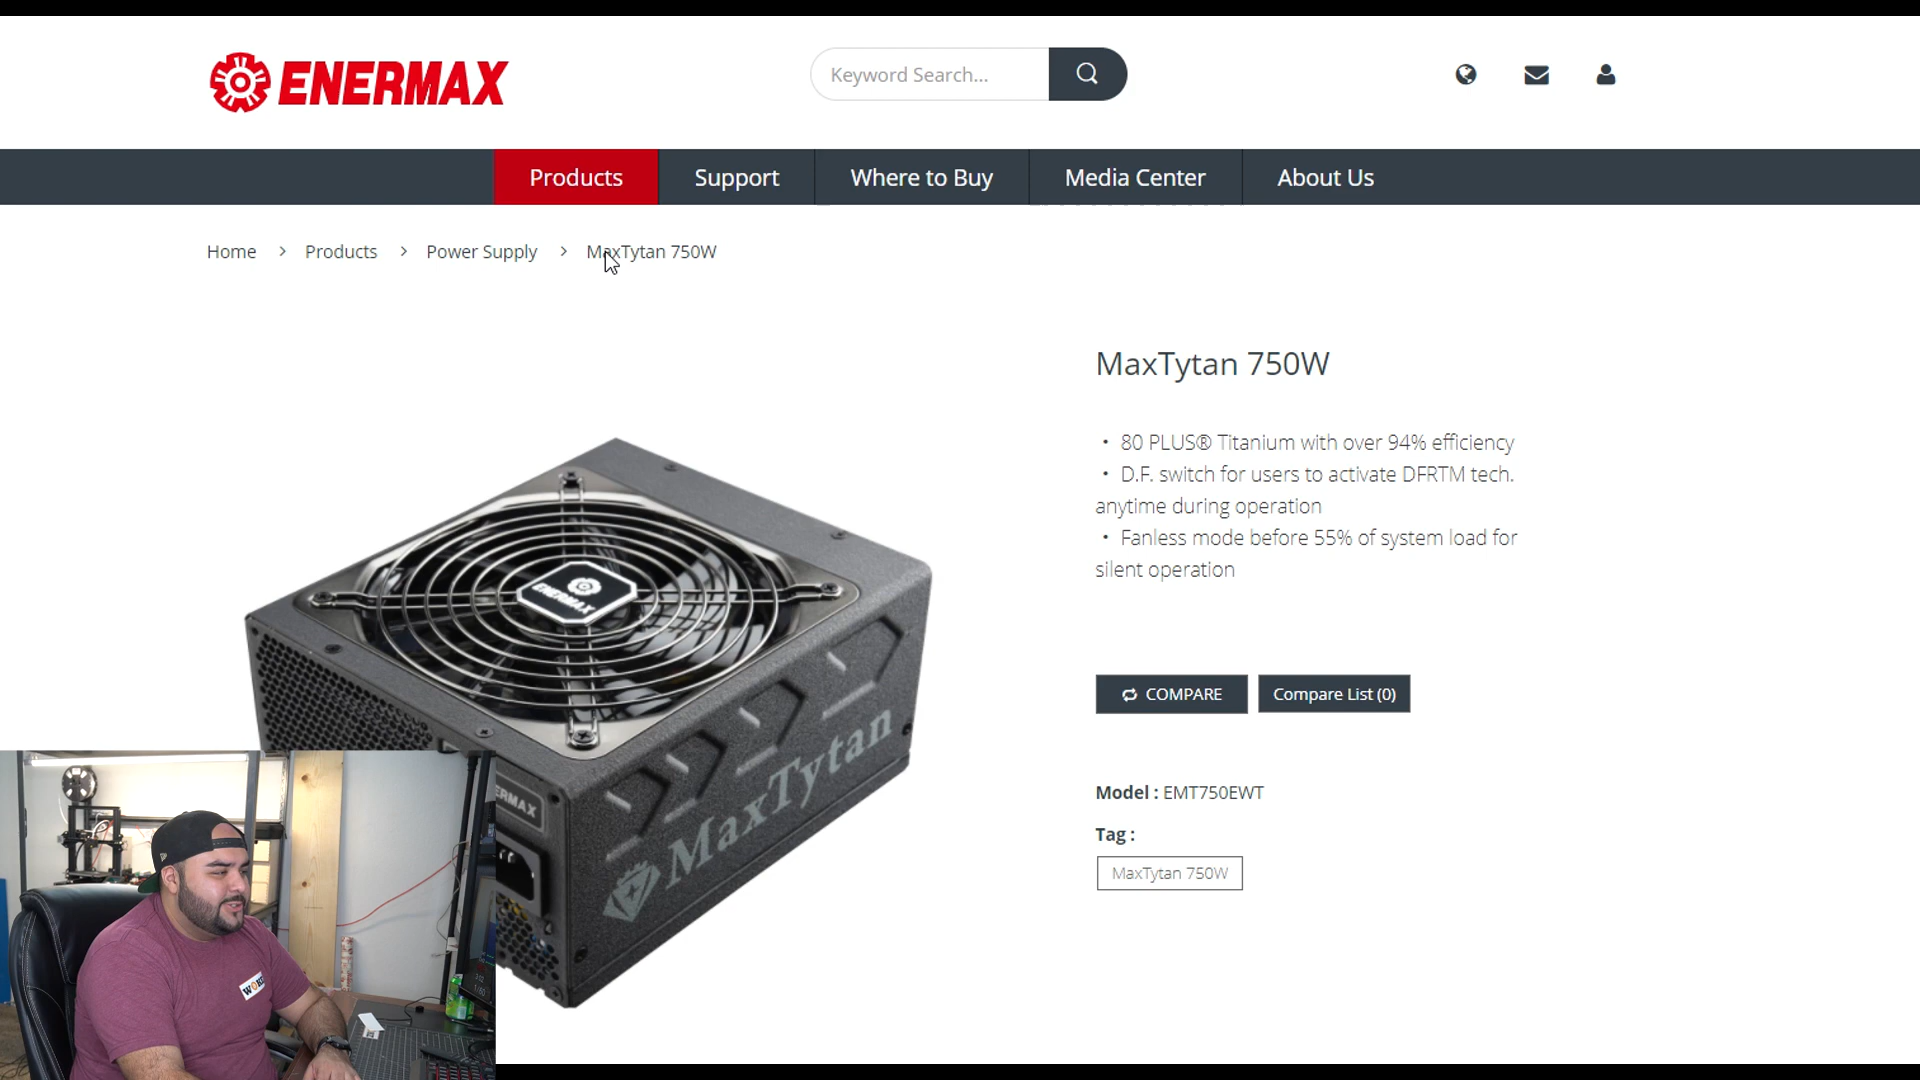 ENERMAX
Keyword Search...
Products
Support
Where to Buy
Media Center
About Us
Home > Products > Power Supply > MaxTytan 750W
MaxTytan 750W
• 80 PLUS® Titanium with over 94% efficiency
• D.F. switch for users to activate DFRTM tech.
anytime during operation
• Fanless mode before 55% of system load for
silent operation
ENERMAX
MaxTytan
COMPARE
Compare List (0)
Model : EMT750EWT
Tag :
MaxTytan 750W